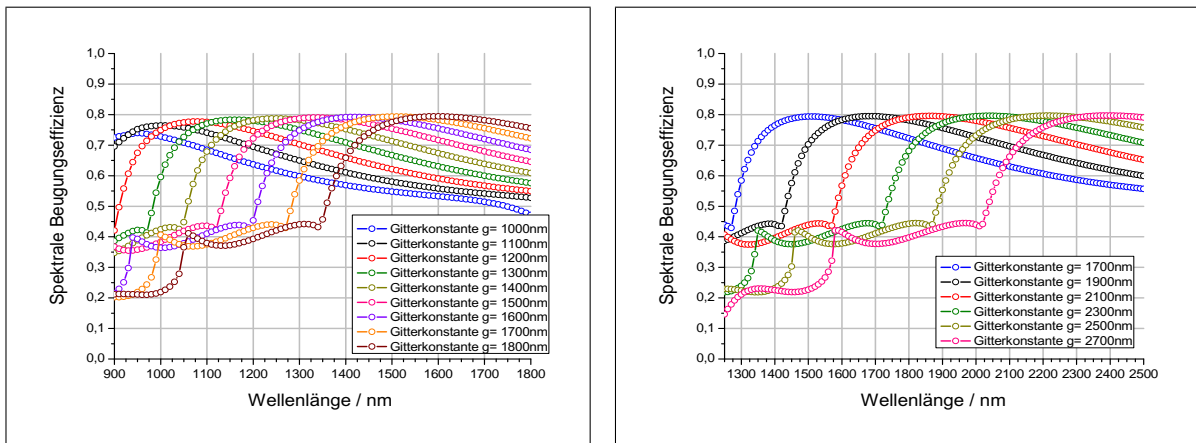 Spektrale Beugungseffizienz
1,0
0,9
0,8
0,7
0,6
0,5
0,4
0,3
0,2
0,1
0,0
Gitterkonstante g= 1000nm
Gitterkonstante g= 1100nm
Gitterkonstante g= 1200nm
Gitterkonstante g= 1300nm
Gitterkonstante g= 1400nm
Gitterkonstante g= 1500nm
Gitterkonstante g= 1600nm
Gitterkonstante g= 1700nm
Gitterkonstante g= 1800nm
900 1000 1100 1200 1300 1400 1500 1600 1700 1800
Wellenlänge / nm
Spektrale Beugungseffizienz
1,0
0,9
0,8
0,7
0,6
0,5
0,4
0,3
0,2
0,1
0,0
Gitterkonstante g= 1700nm
Gitterkonstante g= 1900nm
Gitterkonstante g= 2100nm
Gitterkonstante g= 2300nm
Gitterkonstante g= 2500nm
Gitterkonstante g= 2700nm
1300 1400 1500 1600 1700 1800 1900 2000 2100 2200 2300 2400 2500
Wellenlänge / nm